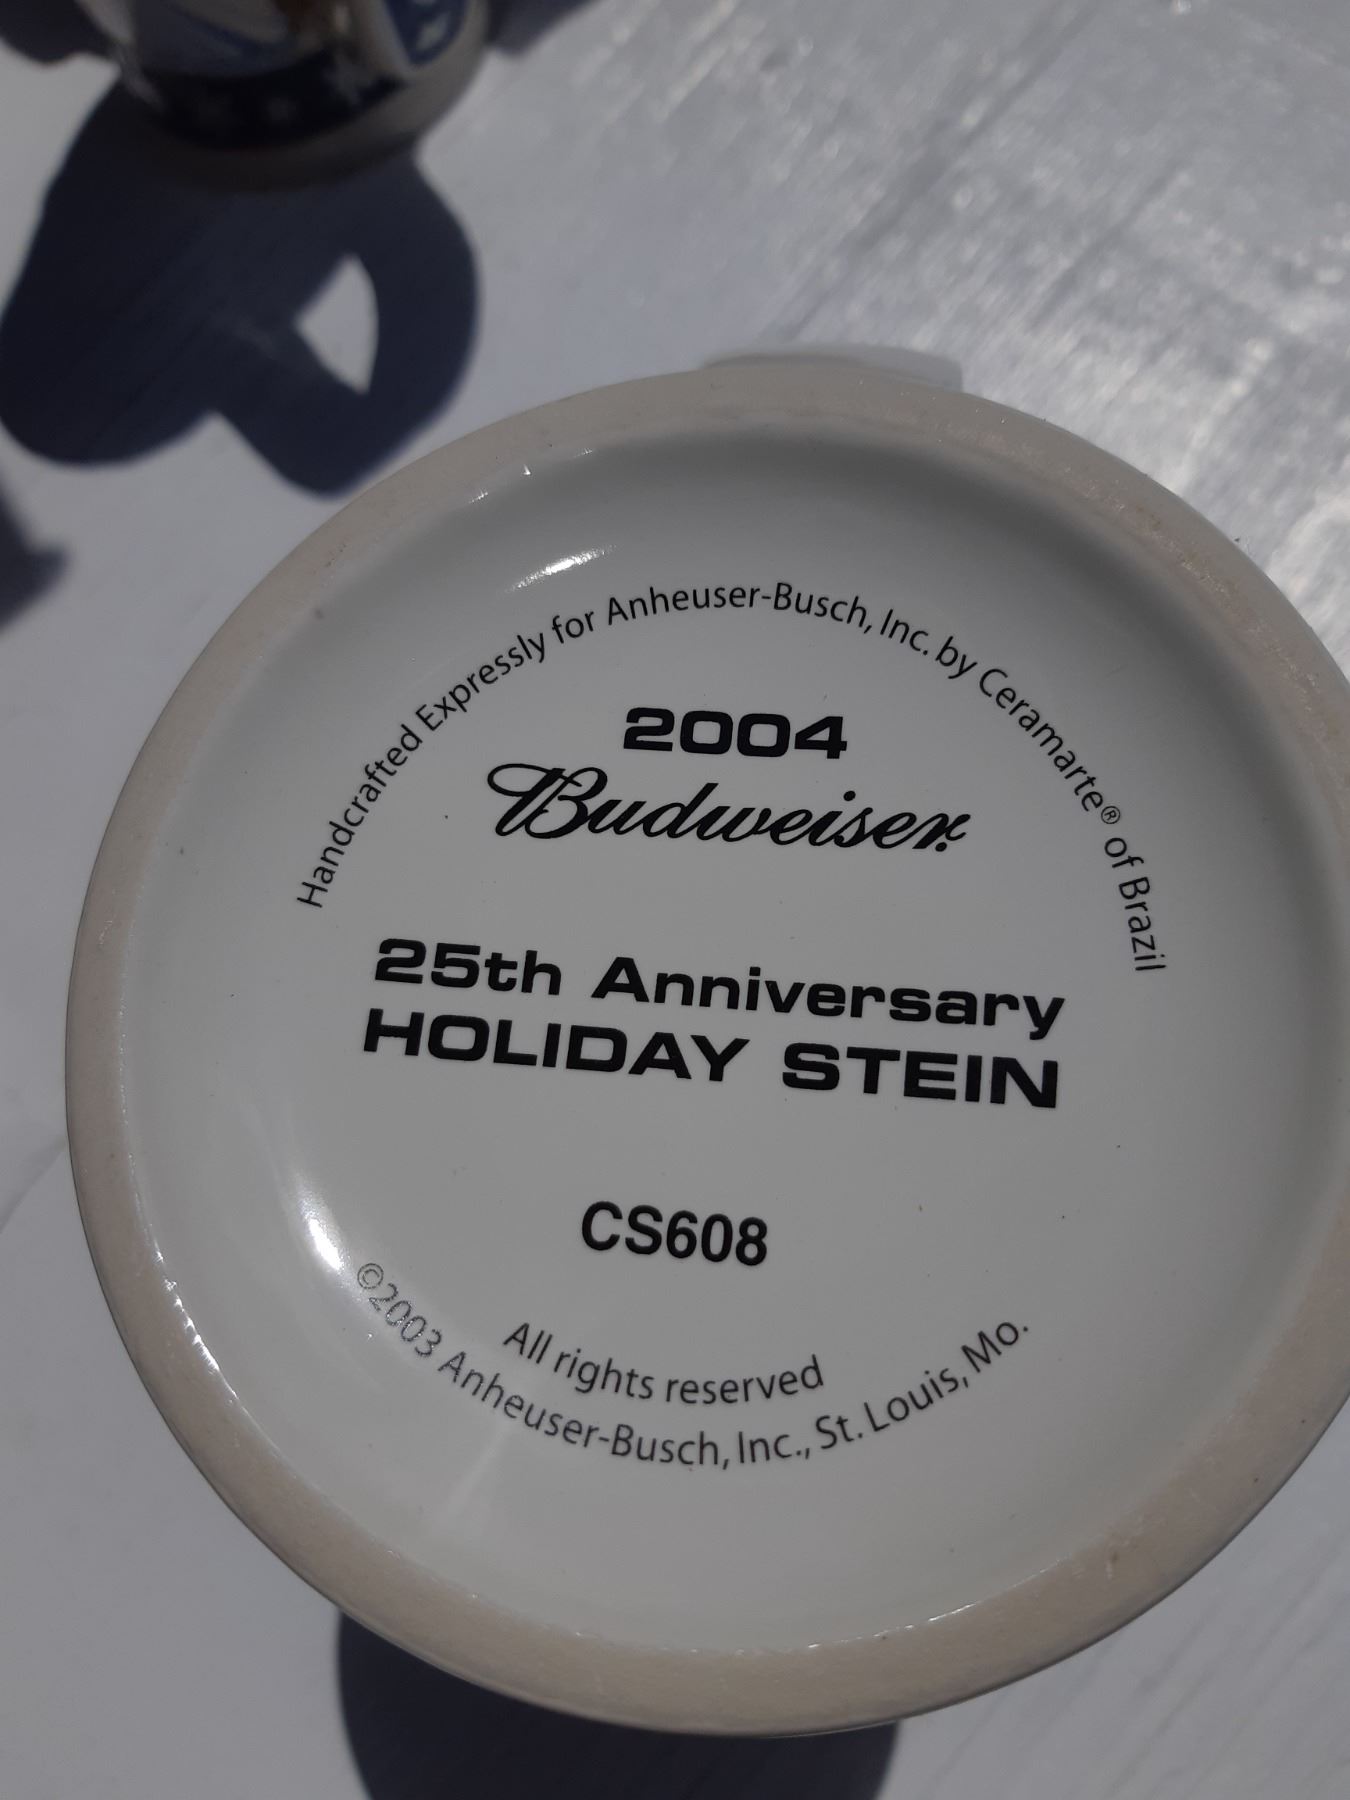 Handcrafted Expressly for Anheuser-Busch, Inc. by Ceramarte® of Brazil
2004
Budweiser.
25th Anniversary
HOLIDAY STEIN
CS608
All rights reserved
©2003 Anheuser-Busch, Inc., St. Louis, Mo.